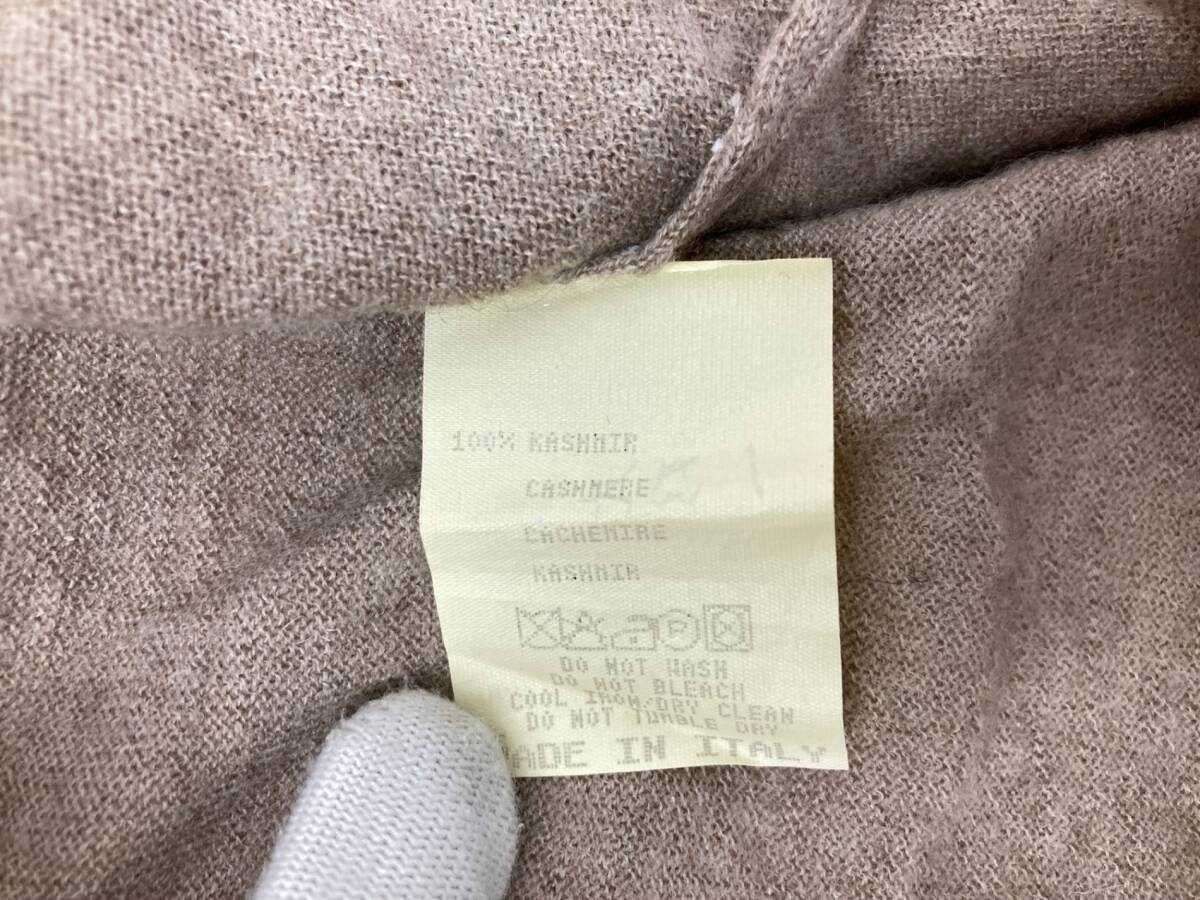 100% KASHMIR
CASHMERE
CACHEMIRE
KASHMIR
P
DO NOT WASH
DO NOT BLEACH
COOL IRON/DRY CLEAN
DO NOT TUMBLE DRY
MADE IN ITALY